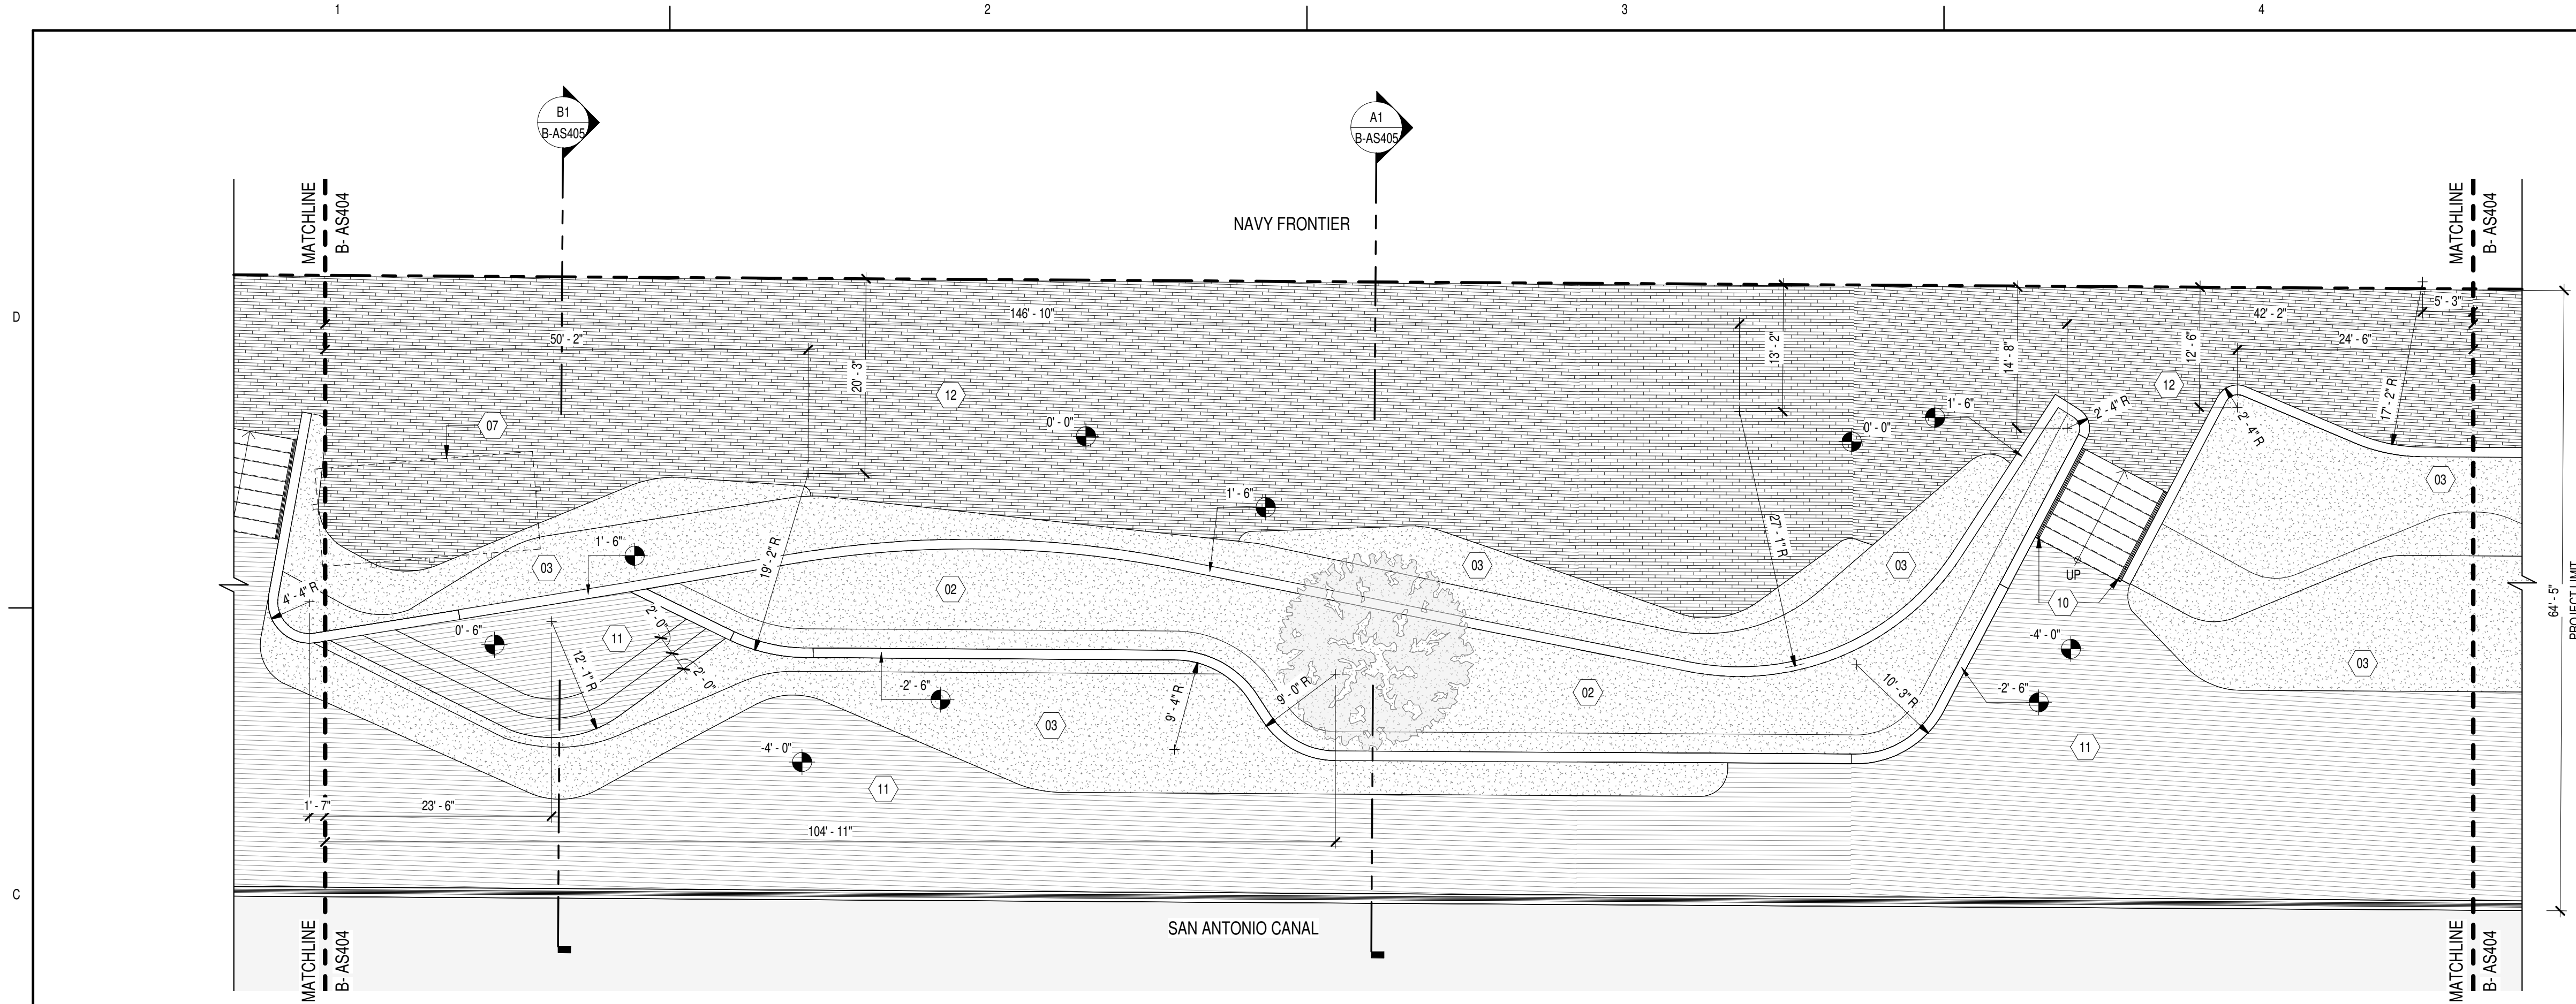 1
2
3
4
B1
B-AS405
A1
B-AS405
MATCHLINE
B- AS404
NAVY FRONTIER
MATCHLINE
B- AS404
D
146' - 10"
50' - 2"
20' - 3"
13' - 2"
14' - 8"
12' - 6"
5' - 3"
42' - 2"
24' - 6"
12
12
07
0' - 0"
0' - 0"
1' - 6"
2' - 4" R
2' - 4" R
17' - 2" R
03
1' - 6"
1' - 6"
03
19' - 2" R
27' - 1" R
03
03
02
4' - 4" R
UP
10
64' - 5"
PROJECT LIMIT
2' - 0"
0' - 6"
11
12' - 1" R
2' - 0"
-2' - 6"
9' - 4" R
9' - 0" R
02
10' - 3" R
-4' - 0"
-2' - 6"
03
03
-4' - 0"
11
11
1' - 7"
23' - 6"
104' - 11"
C
SAN ANTONIO CANAL
MATCHLINE
B- AS404
MATCHLINE
B- AS404